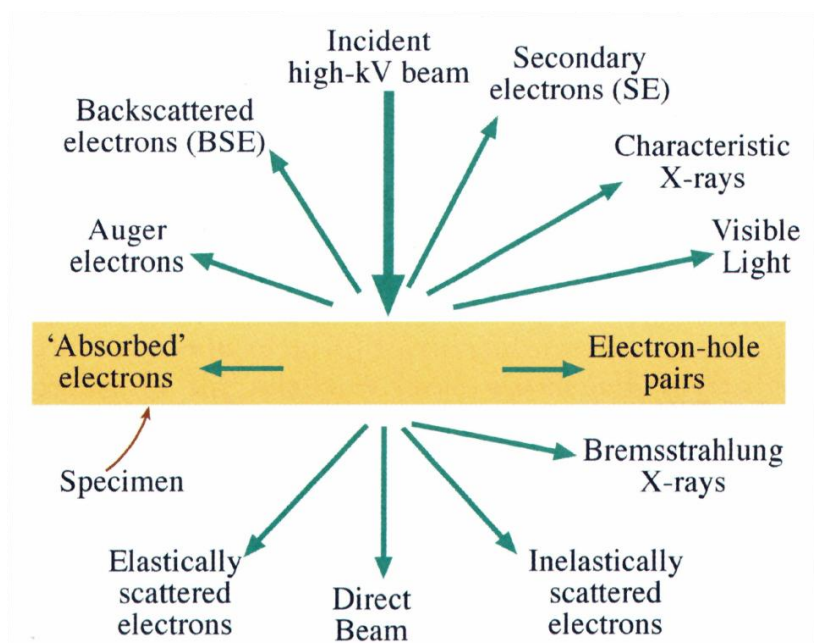 Incident
high-kV beam
Secondary
electrons (SE)
Backscattered
electrons (BSE)
Characteristic
X-rays
Auger
electrons
Visible
Light
'Absorbed'
electrons
Electron-hole
pairs
Specimen
Bremsstrahlung
X-rays
Elastically
scattered
electrons
Direct
Beam
Inelastically
scattered
electrons